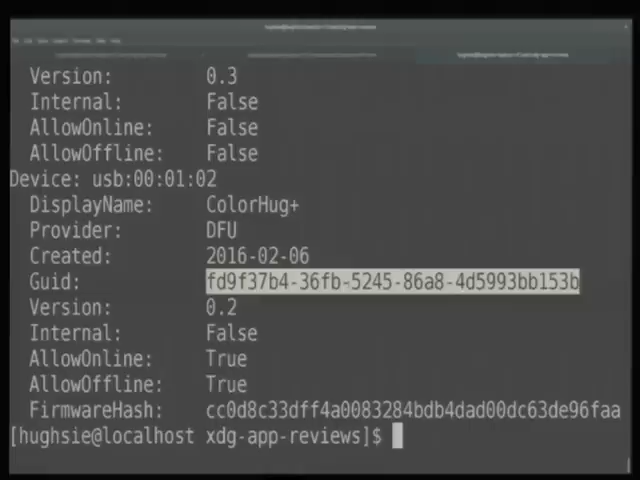 Version: 0.3
Internal: False
AllowOnline: False
AllowOffline: False
Device: usb:00:01:02
DisplayName: ColorHug+
Provider: DFU
Created: 2016-02-06
Guid: fd9f37b4-36fb-5245-86a8-4d5993bb153b
Version: 0.2
Internal: False
AllowOnline: True
AllowOffline: True
FirmwareHash: cc0d8c33dff4a0083284bdb4dad00dc63de96faa
[hughsie@localhost xdg-app-reviews]$